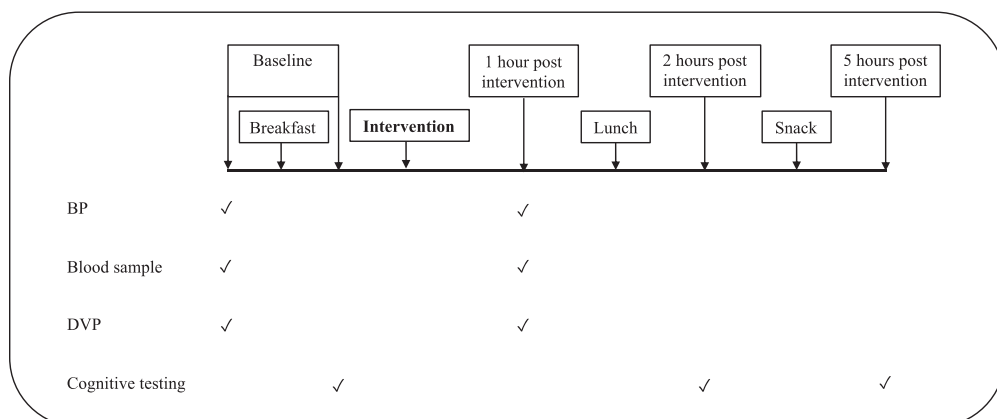 Baseline
1 hour post
intervention
2 hours post
intervention
5 hours post
intervention
Breakfast
Intervention
Lunch
Snack
BP ✓ ✓
Blood sample ✓ ✓
DVP ✓ ✓
Cognitive testing ✓ ✓ ✓